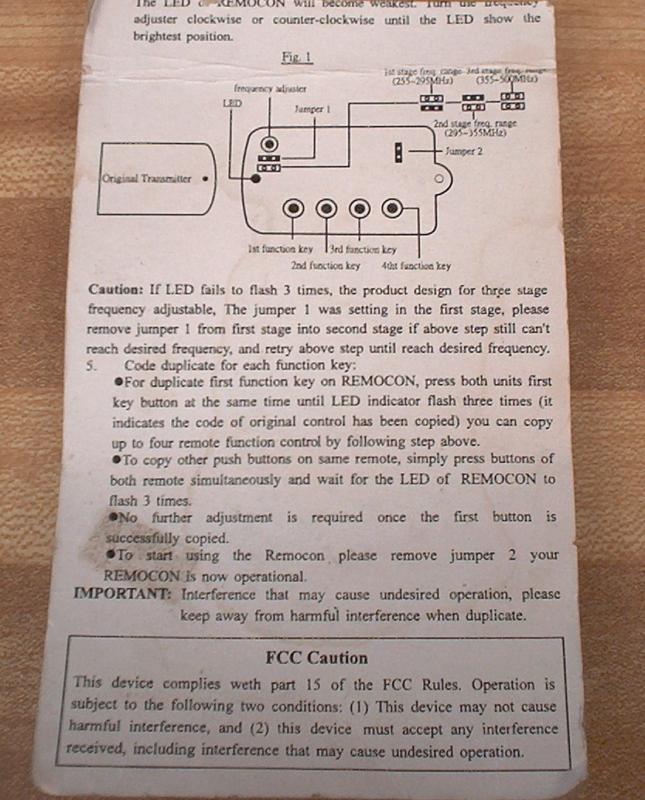 The LED of REMOCON will become weakest. Turn the frequency
adjuster clockwise or counter-clockwise until the LED show the
brightest position.
Fig. 1
1st stage freq. range 3rd stage freq. range
(255-295MHz) (355-500MHz)
frequency adjuster
LED
Jumper 1
2nd stage freq. range
(295-355MHz)
Jumper 2
Original Transmitter
1st function key 3rd function key
2nd function key 4tht function key
Caution: If LED fails to flash 3 times, the product design for three stage
frequency adjustable, The jumper 1 was setting in the first stage, please
remove jumper 1 from first stage into second stage if above step still can't
reach desired frequency, and retry above step until reach desired frequency.
5. Code duplicate for each function key:
●For duplicate first function key on REMOCON, press both units first
key button at the same time until LED indicator flash three times (it
indicates the code of original control has been copied) you can copy
up to four remote function control by following step above.
●To copy other push buttons on same remote, simply press buttons of
both remote simultaneously and wait for the LED of REMOCON to
flash 3 times.
●No further adjustment is required once the first button is
successfully copied.
●To start using the Remocon please remove jumper 2 your
REMOCON is now operational.
IMPORTANT: Interference that may cause undesired operation, please
keep away from harmful interference when duplicate.
FCC Caution
This device complies weth part 15 of the FCC Rules. Operation is
subject to the following two conditions: (1) This device may not cause
harmful interference, and (2) this device must accept any interference
received, including interference that may cause undesired operation.